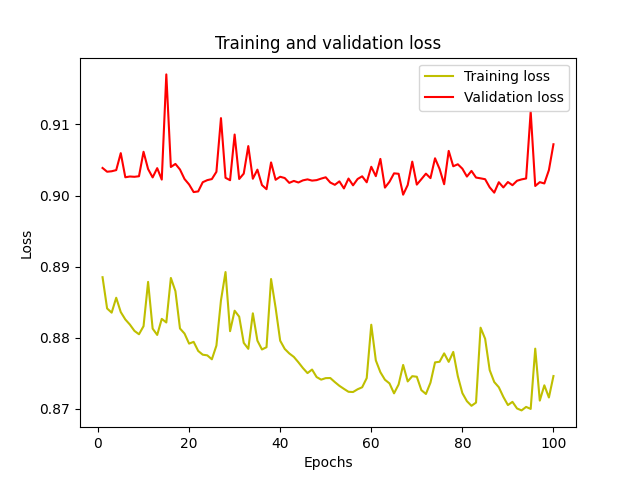 Training and validation loss
Training loss
Validation loss
0.91
0.90
0.89
0.88
0.87
Loss
0
20
40
60
80
100
Epochs